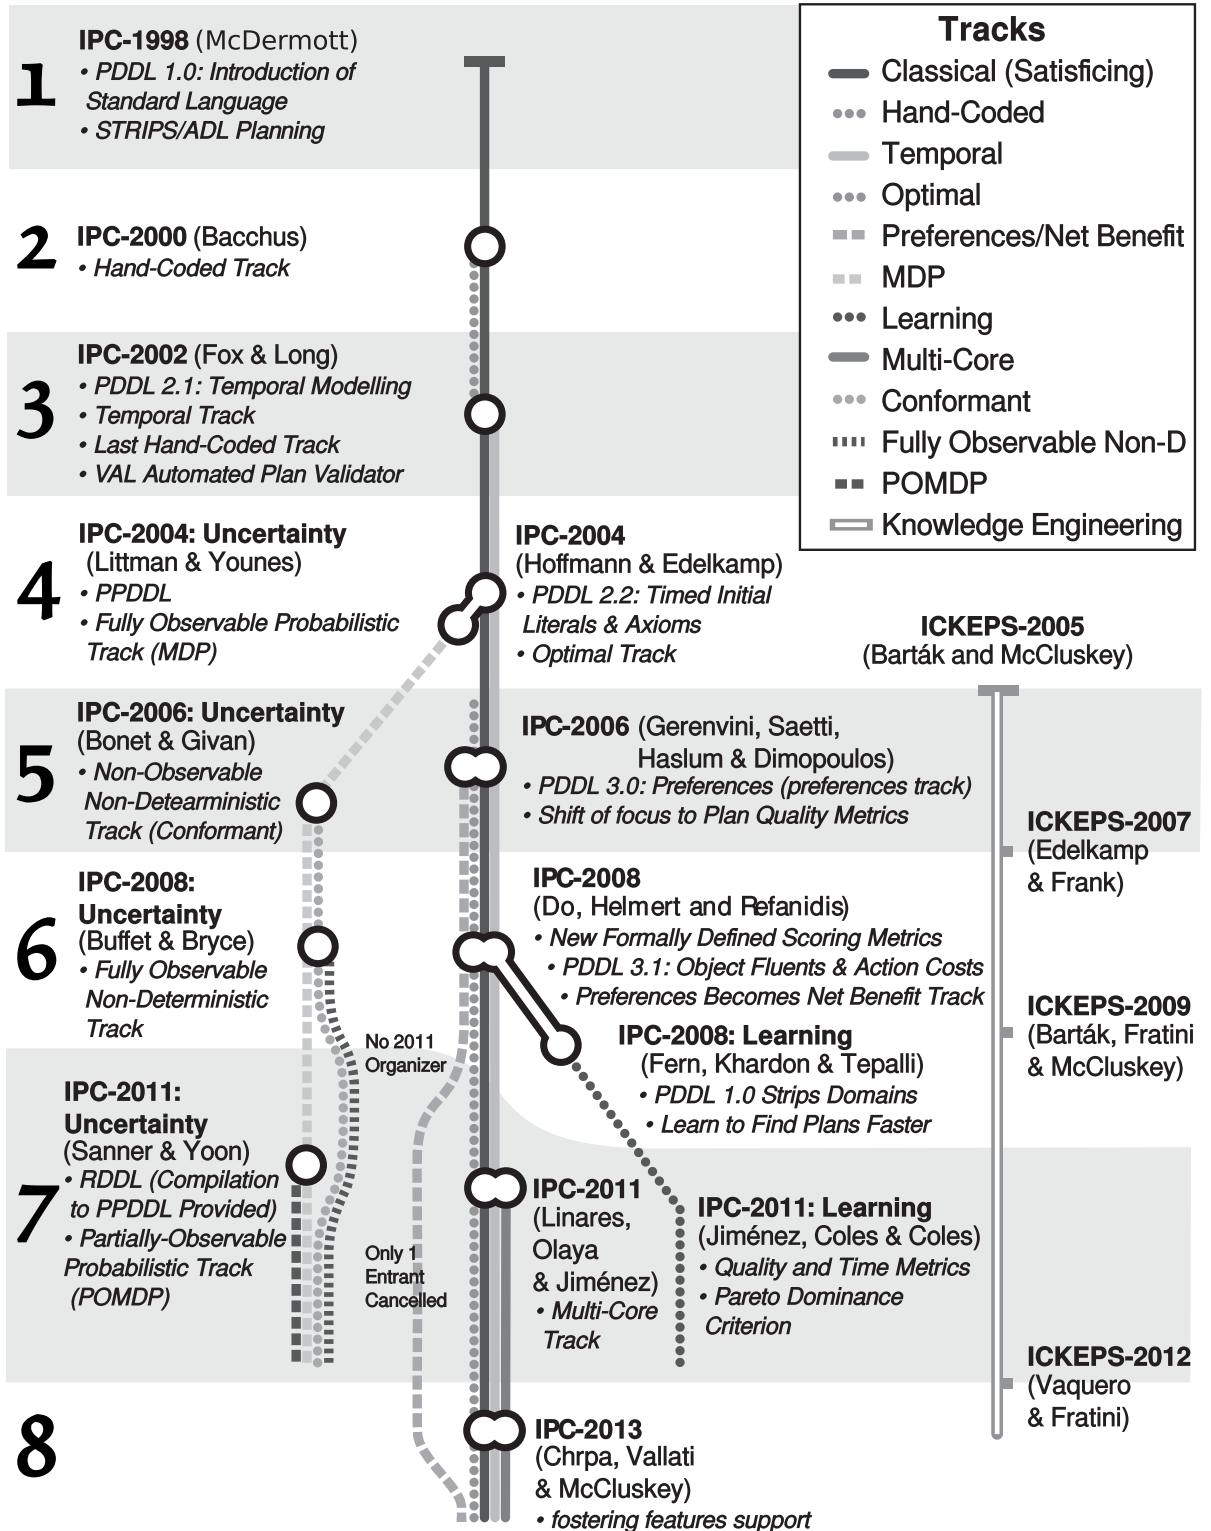 1
IPC-1998 (McDermott)
• PDDL 1.0: Introduction of
Standard Language
• STRIPS/ADL Planning
Tracks
Classical (Satisficing)
Hand-Coded
Temporal
Optimal
Preferences/Net Benefit
MDP
Learning
Multi-Core
Conformant
Fully Observable Non-D
POMDP
Knowledge Engineering
2
IPC-2000 (Bacchus)
• Hand-Coded Track
3
IPC-2002 (Fox & Long)
• PDDL 2.1: Temporal Modelling
• Temporal Track
• Last Hand-Coded Track
• VAL Automated Plan Validator
4
IPC-2004: Uncertainty
(Littman & Younes)
• PPDDL
• Fully Observable Probabilistic
Track (MDP)
IPC-2004
(Hoffmann & Edelkamp)
• PDDL 2.2: Timed Initial
Literals & Axioms
• Optimal Track
ICKEPS-2005
(Barták and McCluskey)
5
IPC-2006: Uncertainty
(Bonet & Givan)
• Non-Observable
Non-Detearministic
Track (Conformant)
IPC-2006 (Gerenvini, Saetti,
Haslum & Dimopoulos)
• PDDL 3.0: Preferences (preferences track)
• Shift of focus to Plan Quality Metrics
ICKEPS-2007
(Edelkamp
& Frank)
6
IPC-2008:
Uncertainty
(Buffet & Bryce)
• Fully Observable
Non-Deterministic
Track
IPC-2008
(Do, Helmert and Refanidis)
• New Formally Defined Scoring Metrics
• PDDL 3.1: Object Fluents & Action Costs
• Preferences Becomes Net Benefit Track
IPC-2008: Learning
(Fern, Khardon & Tepalli)
• PDDL 1.0 Strips Domains
• Learn to Find Plans Faster
ICKEPS-2009
(Barták, Fratini
& McCluskey)
No 2011
Organizer
7
IPC-2011:
Uncertainty
(Sanner & Yoon)
• RDDL (Compilation
to PPDDL Provided)
• Partially-Observable
Probabilistic Track
(POMDP)
Only 1
Entrant
Cancelled
IPC-2011
(Linares,
Olaya
& Jiménez)
• Multi-Core
Track
IPC-2011: Learning
(Jiménez, Coles & Coles)
• Quality and Time Metrics
• Pareto Dominance
Criterion
ICKEPS-2012
(Vaquero
& Fratini)
8
IPC-2013
(Chrpa, Vallati
& McCluskey)
• fostering features support